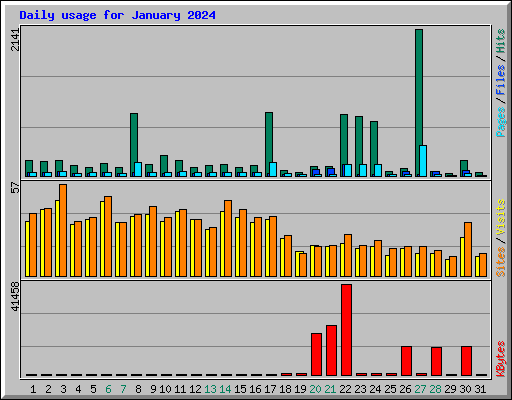 Daily usage for January 2024
2141
Pages / Files / Hits
57
Sites / Visits
41458
KBytes
1 2 3 4 5 6 7 8 9 10 11 12 13 14 15 16 17 18 19 20 21 22 23 24 25 26 27 28 29 30 31